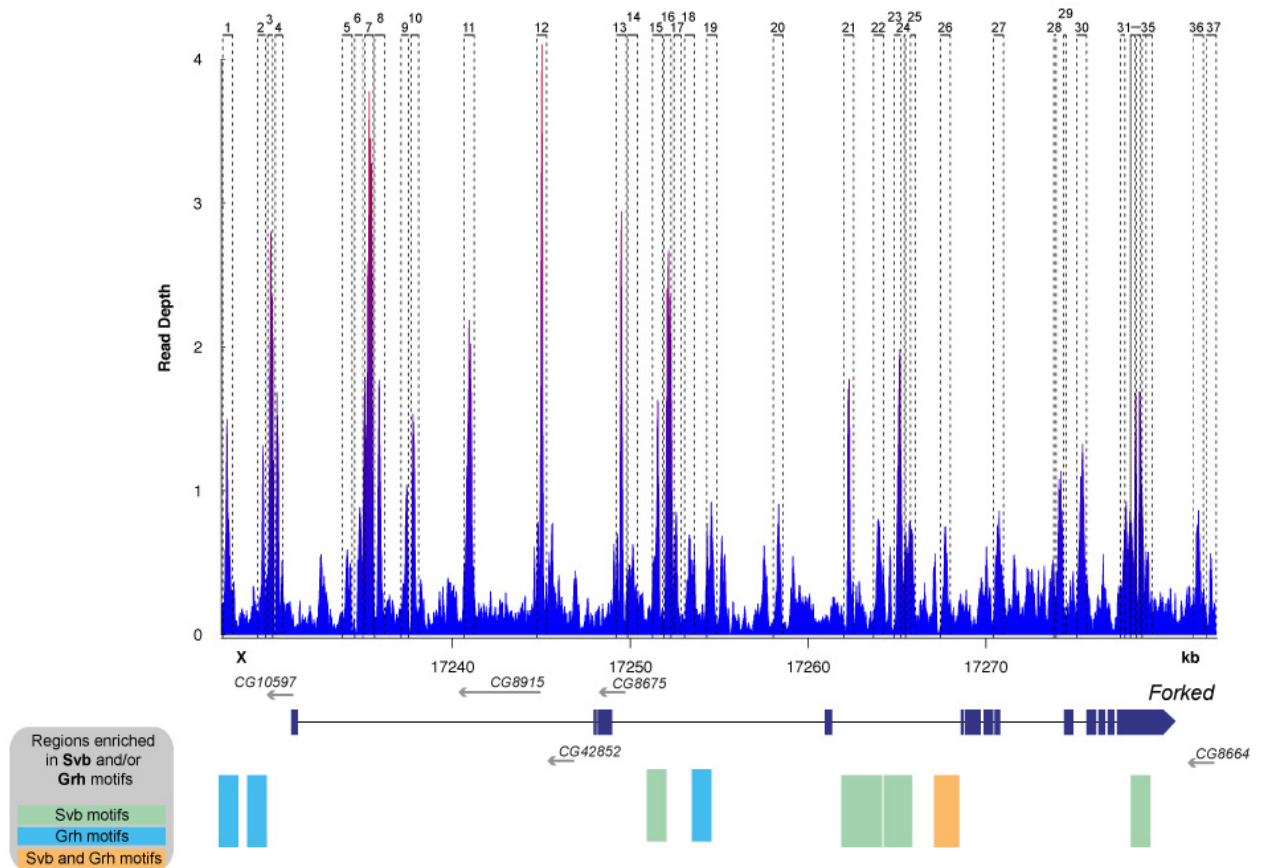 1 2 3 4 5 6 7 8 9 10 11 12 13 14 15 16 17 18 19 20 21 22 23 24 25 26 27 28 29 30 31 — 35 36 37
4
3
2
1
0
Read Depth
X 17240 17250 17260 17270 kb
CG10597 CG8915 CG8675 Forked
CG42852 CG8664
Regions enriched
in Svb and/or
Grh motifs
Svb motifs
Grh motifs
Svb and Grh motifs